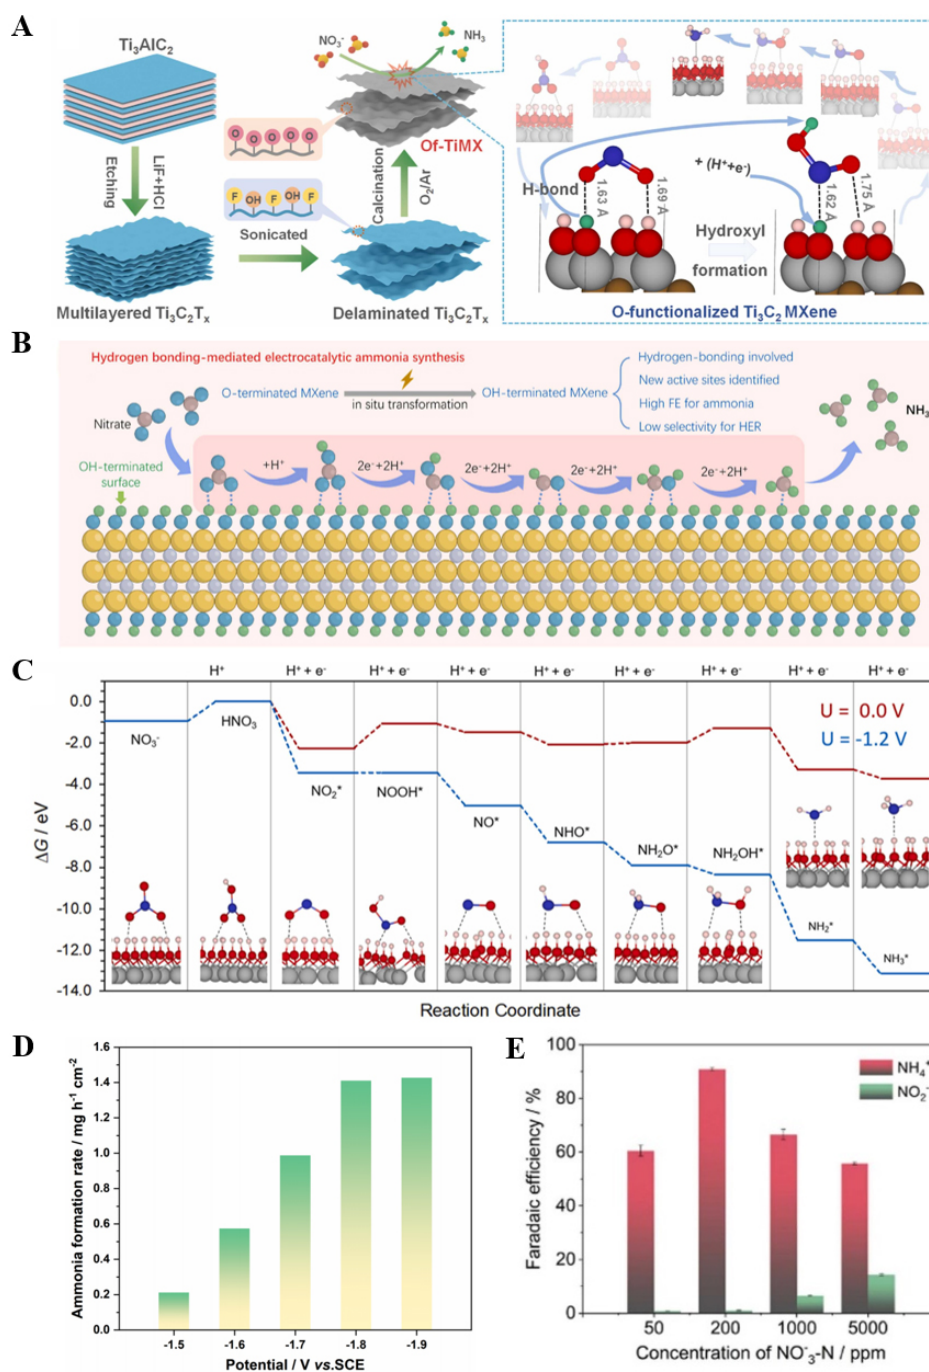 A
Ti₃AlC₂
Etching
LiF+HCl
Multilayered Ti₃C₂Tₓ
Sonicated
O O O O O
F OH F OH F
NO₃⁻
NH₃
Of-TiMX
Calcination
O₂/Ar
Delaminated Ti₃C₂Tₓ
H-bond
1.63 Å
1.69 Å
+ (H⁺+e⁻)
1.62 Å
1.75 Å
Hydroxyl
formation
O-functionalized Ti₃C₂ MXene
B
Hydrogen bonding-mediated electrocatalytic ammonia synthesis
O-terminated MXene
in situ transformation
OH-terminated MXene
Hydrogen-bonding involved
New active sites identified
High FE for ammonia
Low selectivity for HER
Nitrate
NH₃
OH-terminated
surface
+H⁺
2e⁻+2H⁺
2e⁻+2H⁺
2e⁻+2H⁺
2e⁻+2H⁺
C
H⁺ H⁺ + e⁻ H⁺ + e⁻ H⁺ + e⁻ H⁺ + e⁻ H⁺ + e⁻ H⁺ + e⁻ H⁺ + e⁻ H⁺ + e⁻
0.0
-2.0
-4.0
-6.0
-8.0
-10.0
-12.0
-14.0
ΔG / eV
U = 0.0 V
U = -1.2 V
NO₃⁻
HNO₃
NO₂*
NOOH*
NO*
NHO*
NH₂O*
NH₂OH*
NH₂*
NH₃*
Reaction Coordinate
D
Ammonia formation rate / mg h⁻¹ cm⁻²
1.6
1.4
1.2
1.0
0.8
0.6
0.4
0.2
0.0
-1.5 -1.6 -1.7 -1.8 -1.9
Potential / V vs.SCE
E
Faradaic efficiency / %
100
80
60
40
20
0
NH₄⁺
NO₂⁻
50 200 1000 5000
Concentration of NO⁻₃-N / ppm